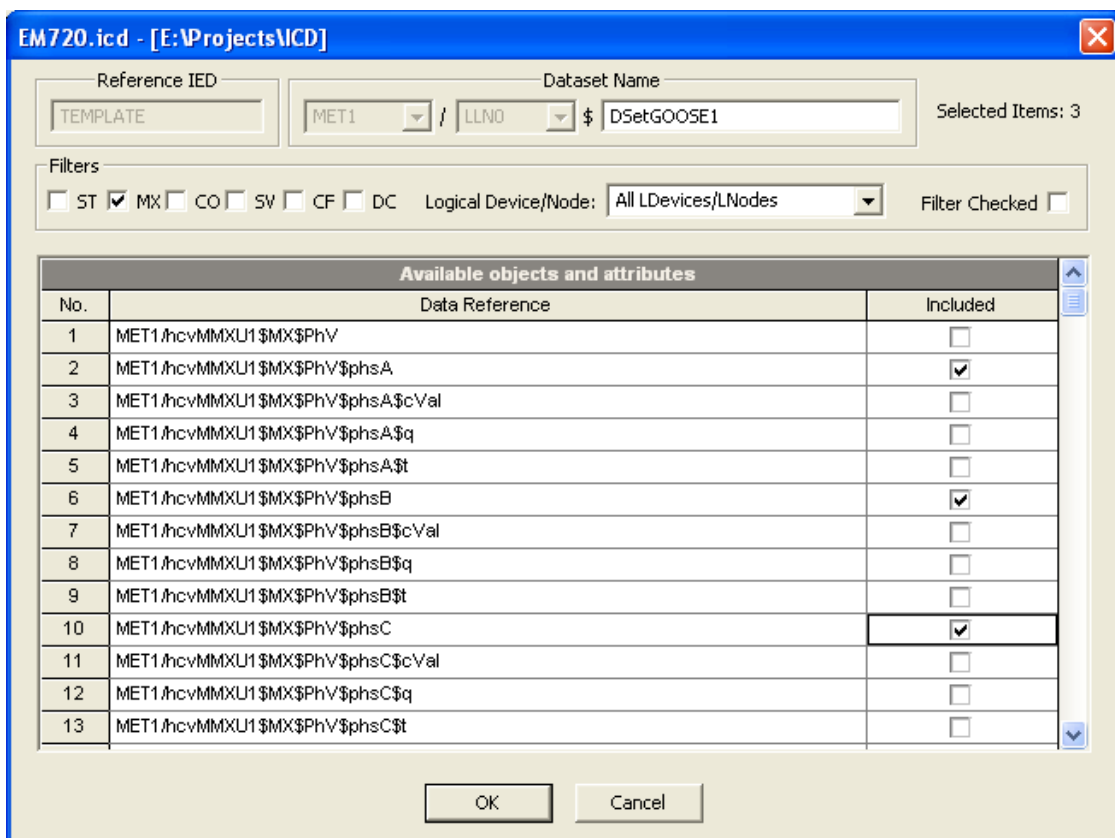 EM720.icd - [E:\Projects\ICD]
Reference IED
Dataset Name
TEMPLATE
MET1 / LLN0 $ DSetGOOSE1
Selected Items: 3
Filters
ST MX CO SV CF DC Logical Device/Node: All LDevices/LNodes Filter Checked
Available objects and attributes
No. Data Reference Included
1 MET1/hcvMMXU1$MX$PhV
2 MET1/hcvMMXU1$MX$PhV$phsA
3 MET1/hcvMMXU1$MX$PhV$phsA$cVal
4 MET1/hcvMMXU1$MX$PhV$phsA$q
5 MET1/hcvMMXU1$MX$PhV$phsA$t
6 MET1/hcvMMXU1$MX$PhV$phsB
7 MET1/hcvMMXU1$MX$PhV$phsB$cVal
8 MET1/hcvMMXU1$MX$PhV$phsB$q
9 MET1/hcvMMXU1$MX$PhV$phsB$t
10 MET1/hcvMMXU1$MX$PhV$phsC
11 MET1/hcvMMXU1$MX$PhV$phsC$cVal
12 MET1/hcvMMXU1$MX$PhV$phsC$q
13 MET1/hcvMMXU1$MX$PhV$phsC$t
OK Cancel